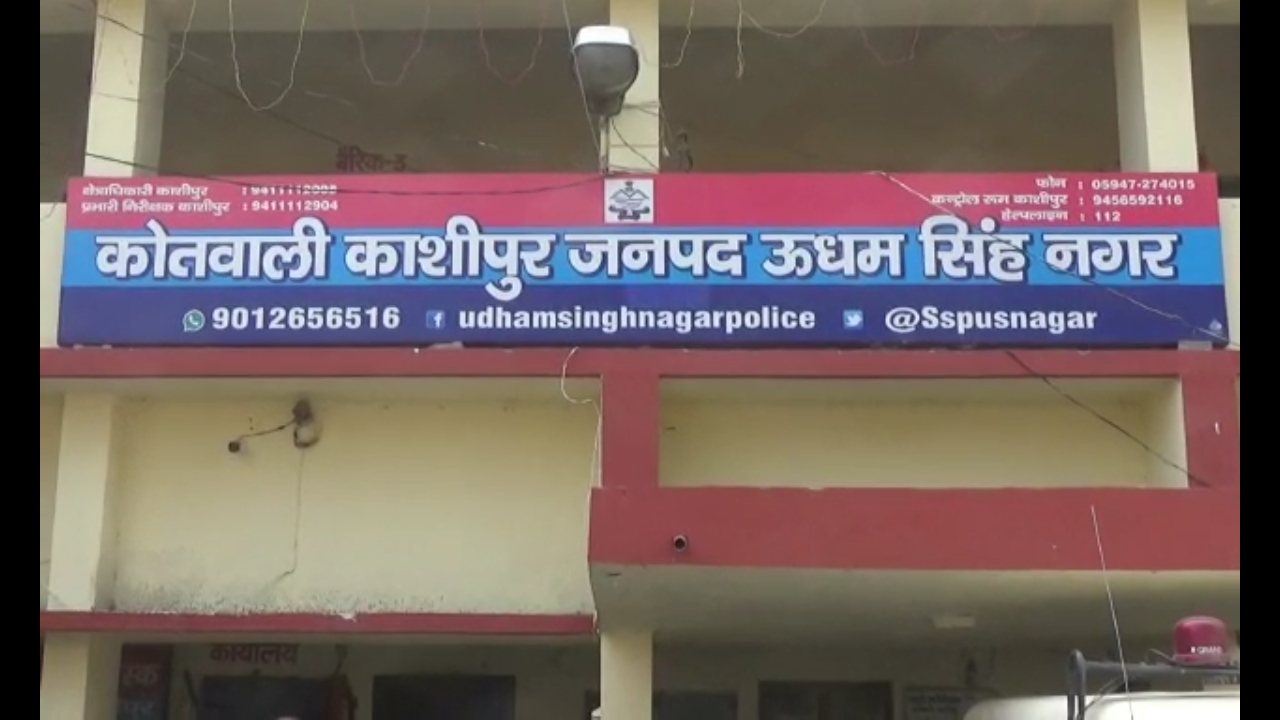 बैरिक-ड
क्षेत्राधिकारी काशीपुर :
प्रभारी निरीक्षक काशीपुर : 9411112904
फोन : 05947-274015
कन्ट्रोल रूम काशीपुर : 9456592116
हेल्पलाइन : 112
कोतवाली काशीपुर जनपद ऊधम सिंह नगर
9012656516 udhamsinghnagarpolice @Sspusnagar
कार्यालय